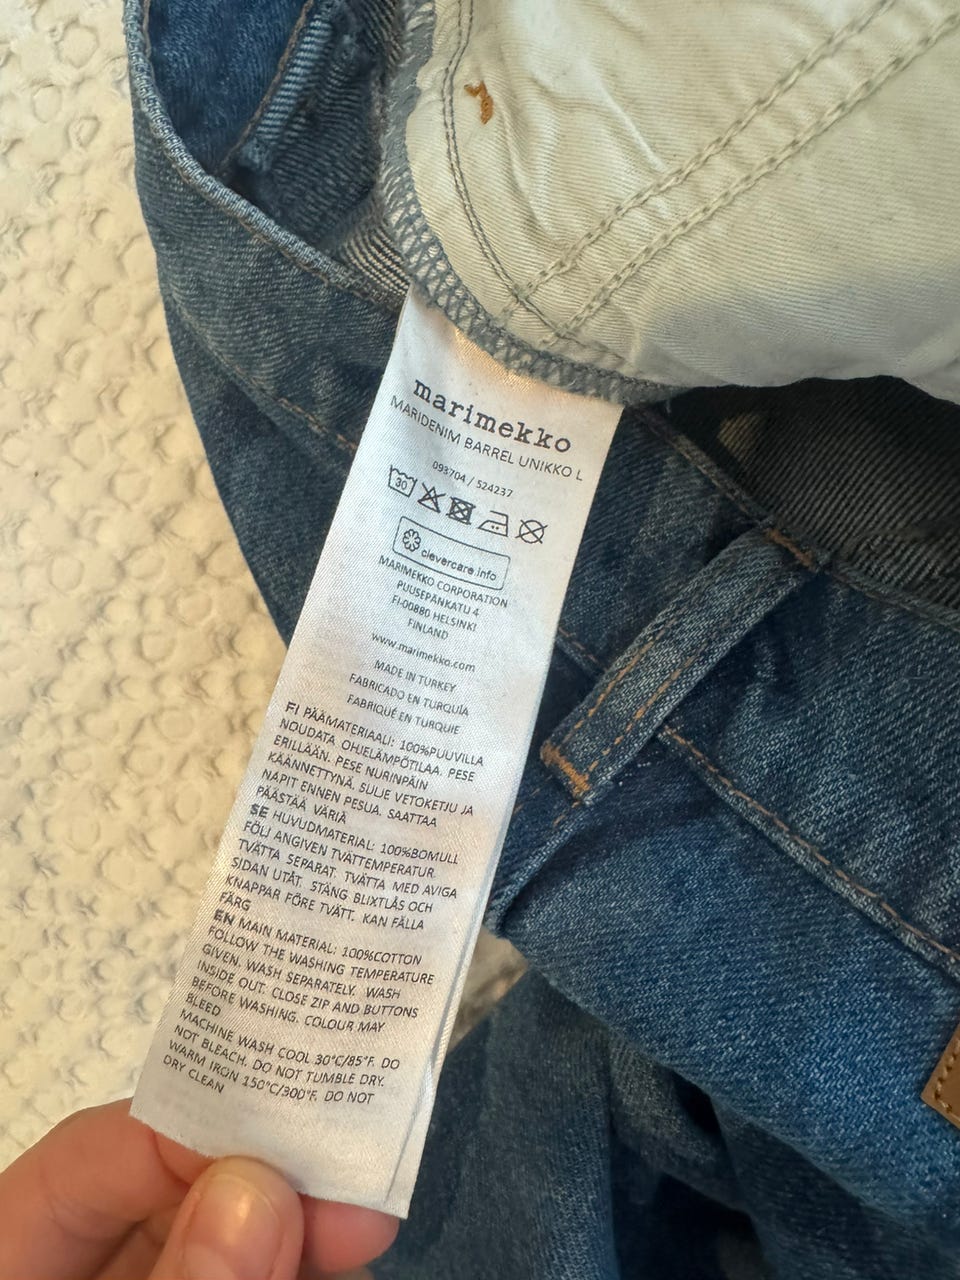 marimekko
MARIDENIM BARREL UNIKKO L
093704 / 524237
30
clevercare.info
MARIMEKKO CORPORATION
PUUSEPÄNKATU 4
FI-00880 HELSINKI
FINLAND
www.marimekko.com
MADE IN TURKEY
FABRICADO EN TURQUÍA
FABRIQUÉ EN TURQUIE
FI PÄÄMATERIAALI: 100%PUUVILLA
NOUDATA OHJELÄMPÖTILAA. PESE
ERILLÄÄN. PESE NURINPÄIN
KÄÄNNETTYNÄ. SULJE VETOKETJU JA
NAPIT ENNEN PESUA. SAATTAA
PÄÄSTÄÄ VÄRIÄ
SE HUVUDMATERIAL: 100%BOMULL
FÖLJ ANGIVEN TVÄTTEMPERATUR.
TVÄTTA SEPARAT. TVÄTTA MED AVIGA
SIDAN UTÅT. STÄNG BLIXTLÅS OCH
KNAPPAR FÖRE TVÄTT. KAN FÄLLA
FÄRG
EN MAIN MATERIAL: 100%COTTON
FOLLOW THE WASHING TEMPERATURE
GIVEN. WASH SEPARATELY. WASH
INSIDE OUT. CLOSE ZIP AND BUTTONS
BEFORE WASHING. COLOUR MAY
BLEED
MACHINE WASH COOL 30°C/85°F. DO
NOT BLEACH. DO NOT TUMBLE DRY.
WARM IRON 150°C/300°F. DO NOT
DRY CLEAN